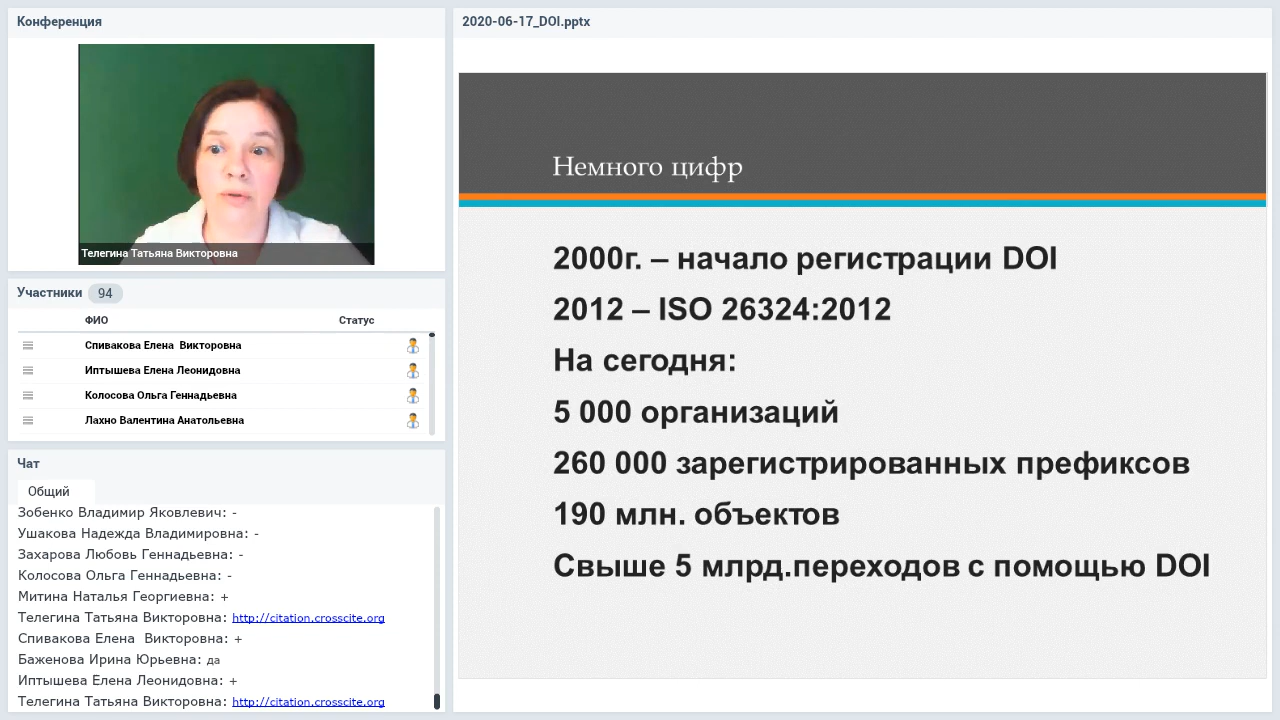 Конференция
Телегина Татьяна Викторовна
Участники 94
ФИО Статус
Спивакова Елена  Викторовна
Иптышева Елена Леонидовна
Колосова Ольга Геннадьевна
Лахно Валентина Анатольевна
Чат
Общий
Зобенко Владимир Яковлевич: -
Ушакова Надежда Владимировна: -
Захарова Любовь Геннадьевна: -
Колосова Ольга Геннадьевна: -
Митина Наталья Георгиевна: +
Телегина Татьяна Викторовна: http://citation.crosscite.org
Спивакова Елена  Викторовна: +
Баженова Ирина Юрьевна: да
Иптышева Елена Леонидовна: +
Телегина Татьяна Викторовна: http://citation.crosscite.org
2020-06-17_DOI.pptx
Немного цифр
2000г. – начало регистрации DOI
2012 – ISO 26324:2012
На сегодня:
5 000 организаций
260 000 зарегистрированных префиксов
190 млн. объектов
Свыше 5 млрд.переходов с помощью DOI